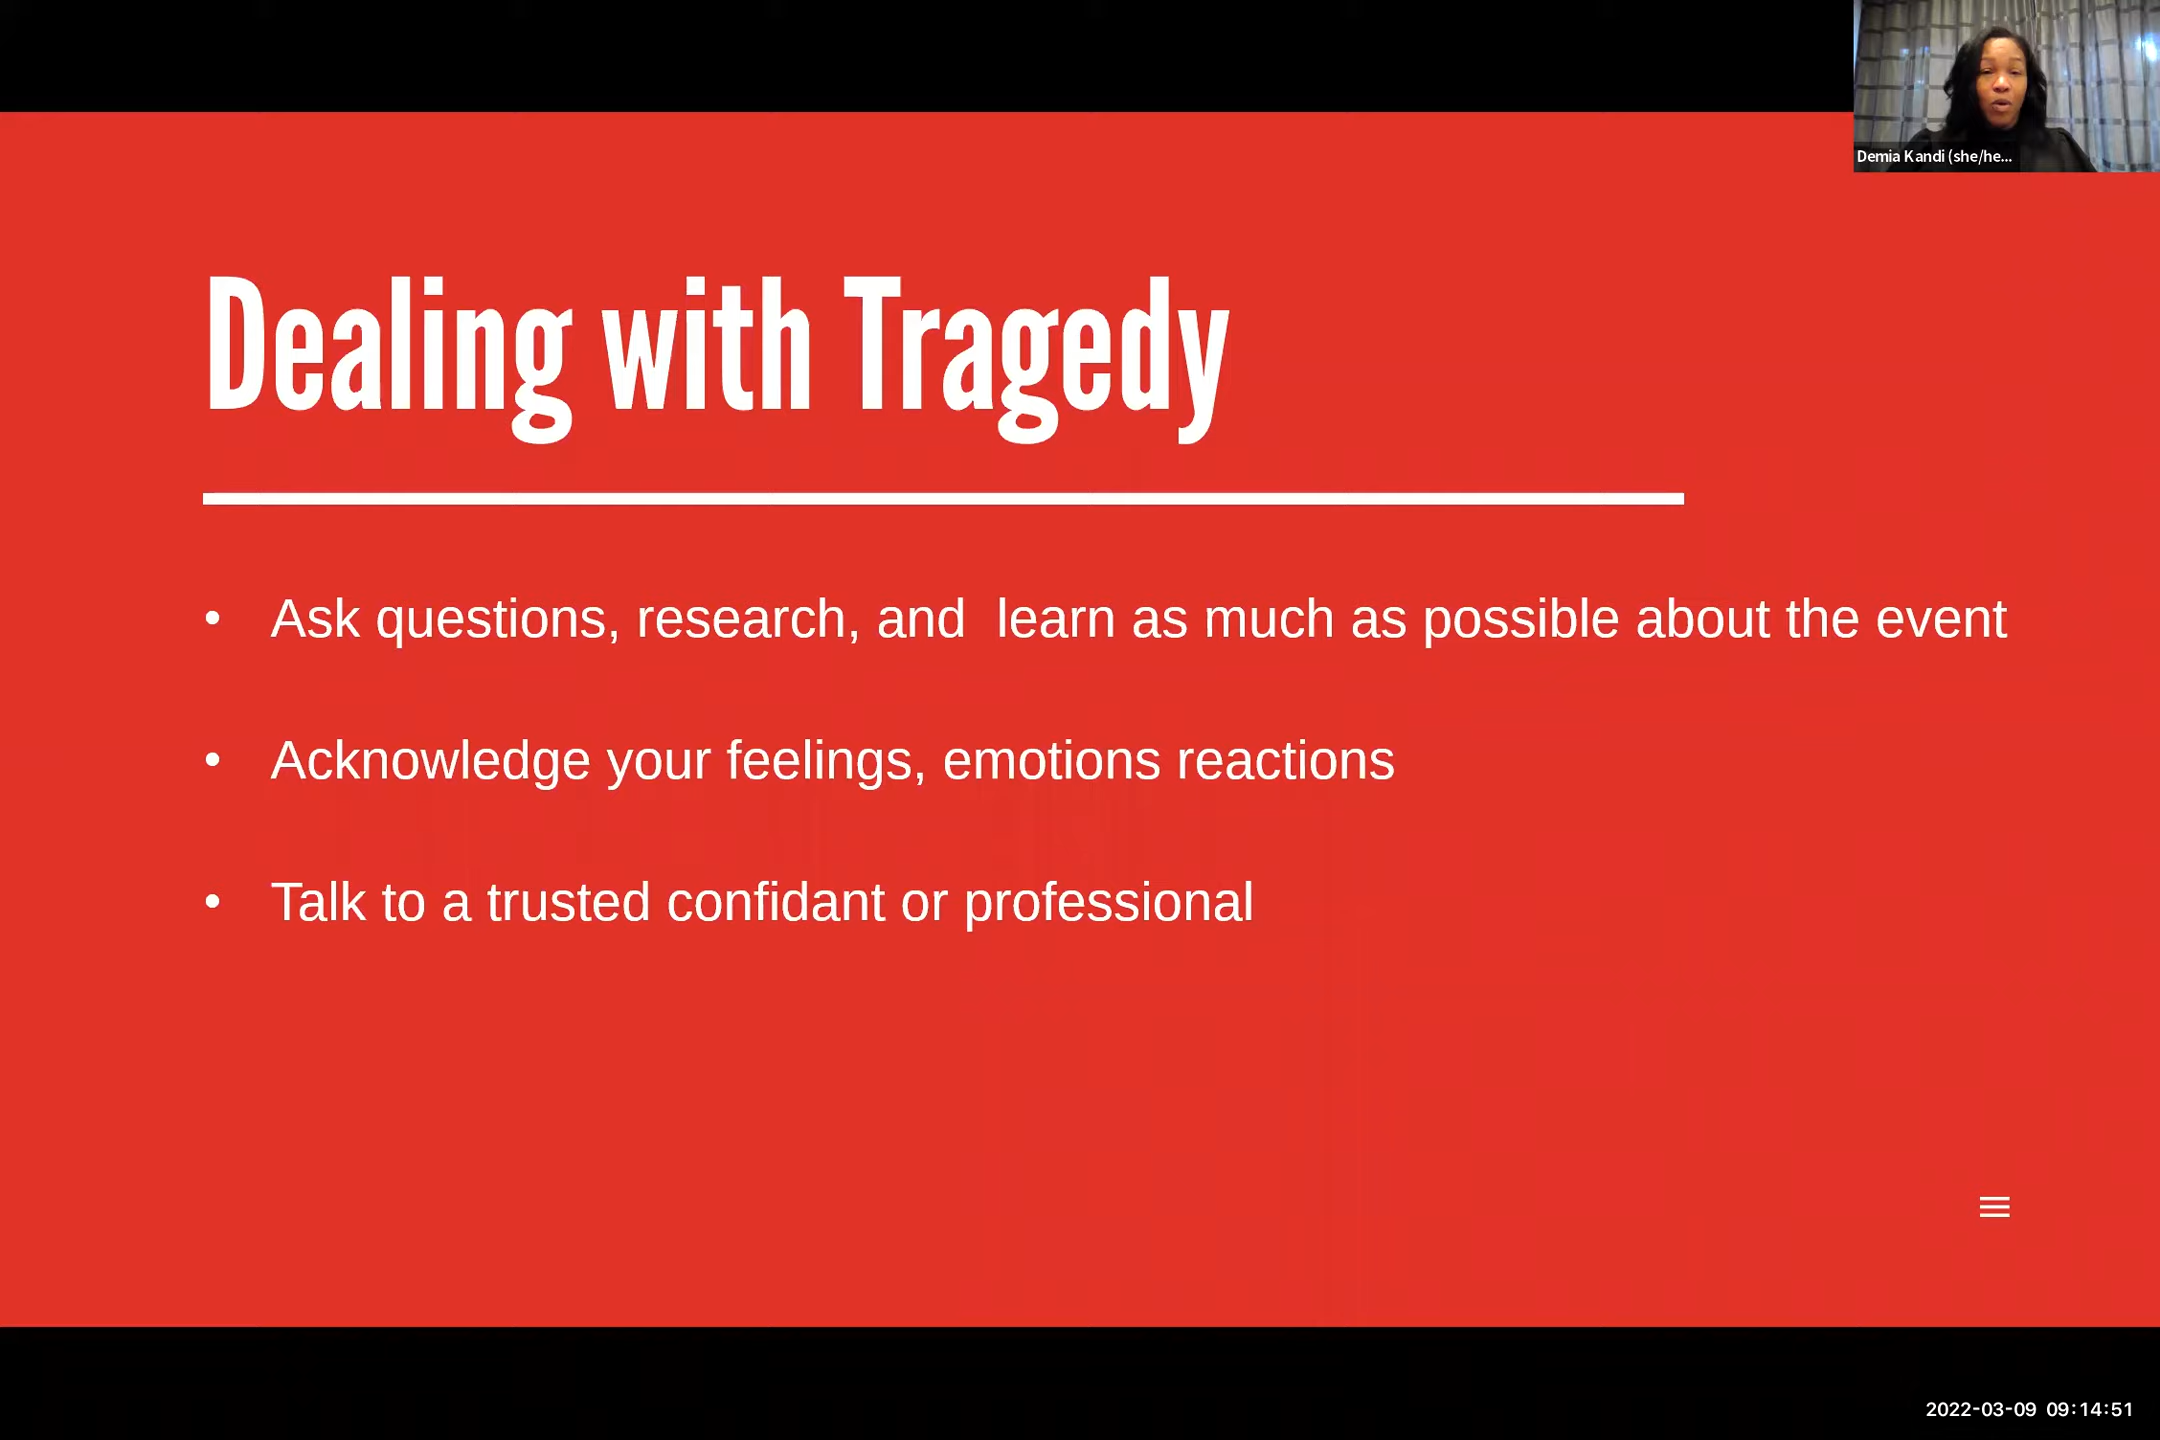 Demia Kandi (she/he...
Dealing with Tragedy
• Ask questions, research, and  learn as much as possible about the event
• Acknowledge your feelings, emotions reactions
• Talk to a trusted confidant or professional
2022-03-09 09:14:51